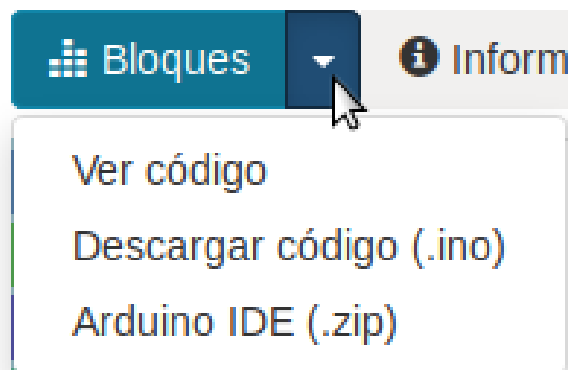 Bloques Inform
Ver código
Descargar código (.ino)
Arduino IDE (.zip)